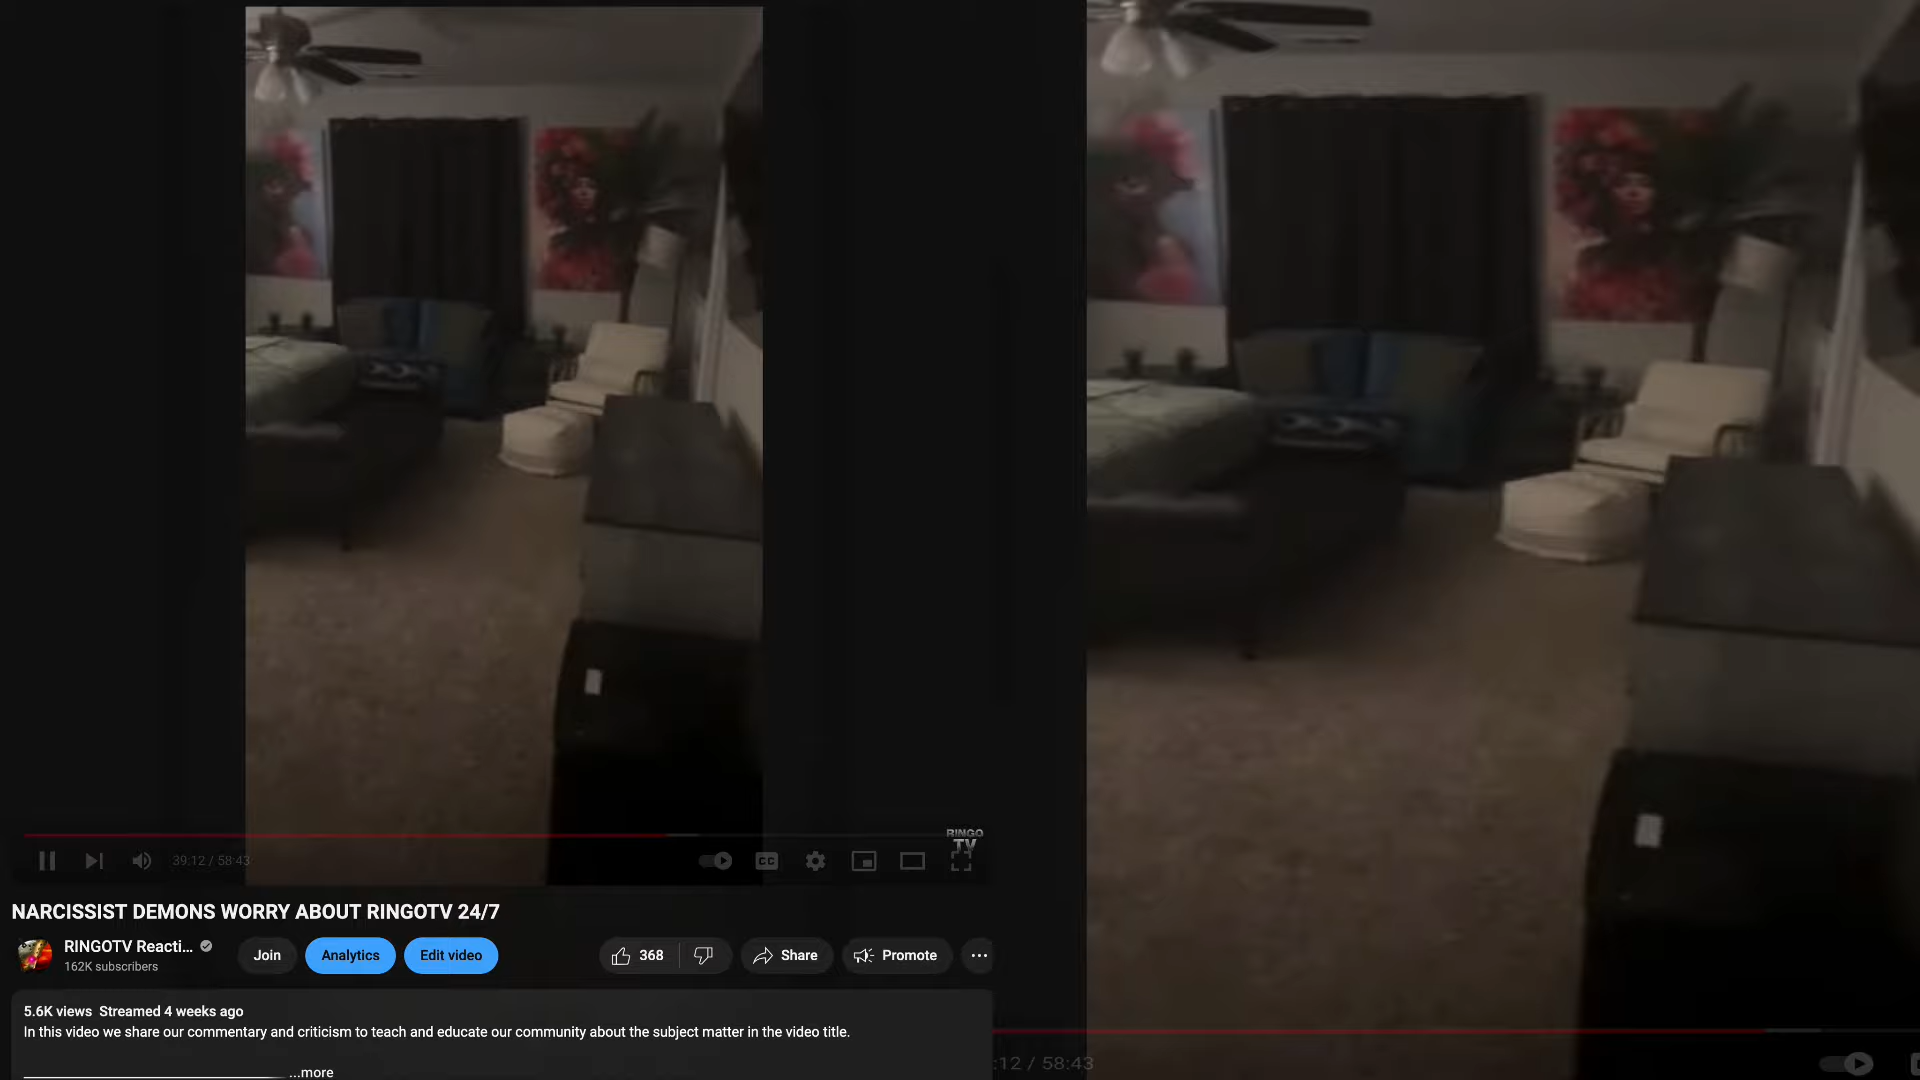 RINGO
TV
39:12 / 58:43
CC
NARCISSIST DEMONS WORRY ABOUT RINGOTV 24/7
RINGOTV Reacti...
162K subscribers
Join
Analytics
Edit video
368
Share
Promote
5.6K views Streamed 4 weeks ago
In this video we share our commentary and criticism to teach and educate our community about the subject matter in the video title.
...more
:12 / 58:43